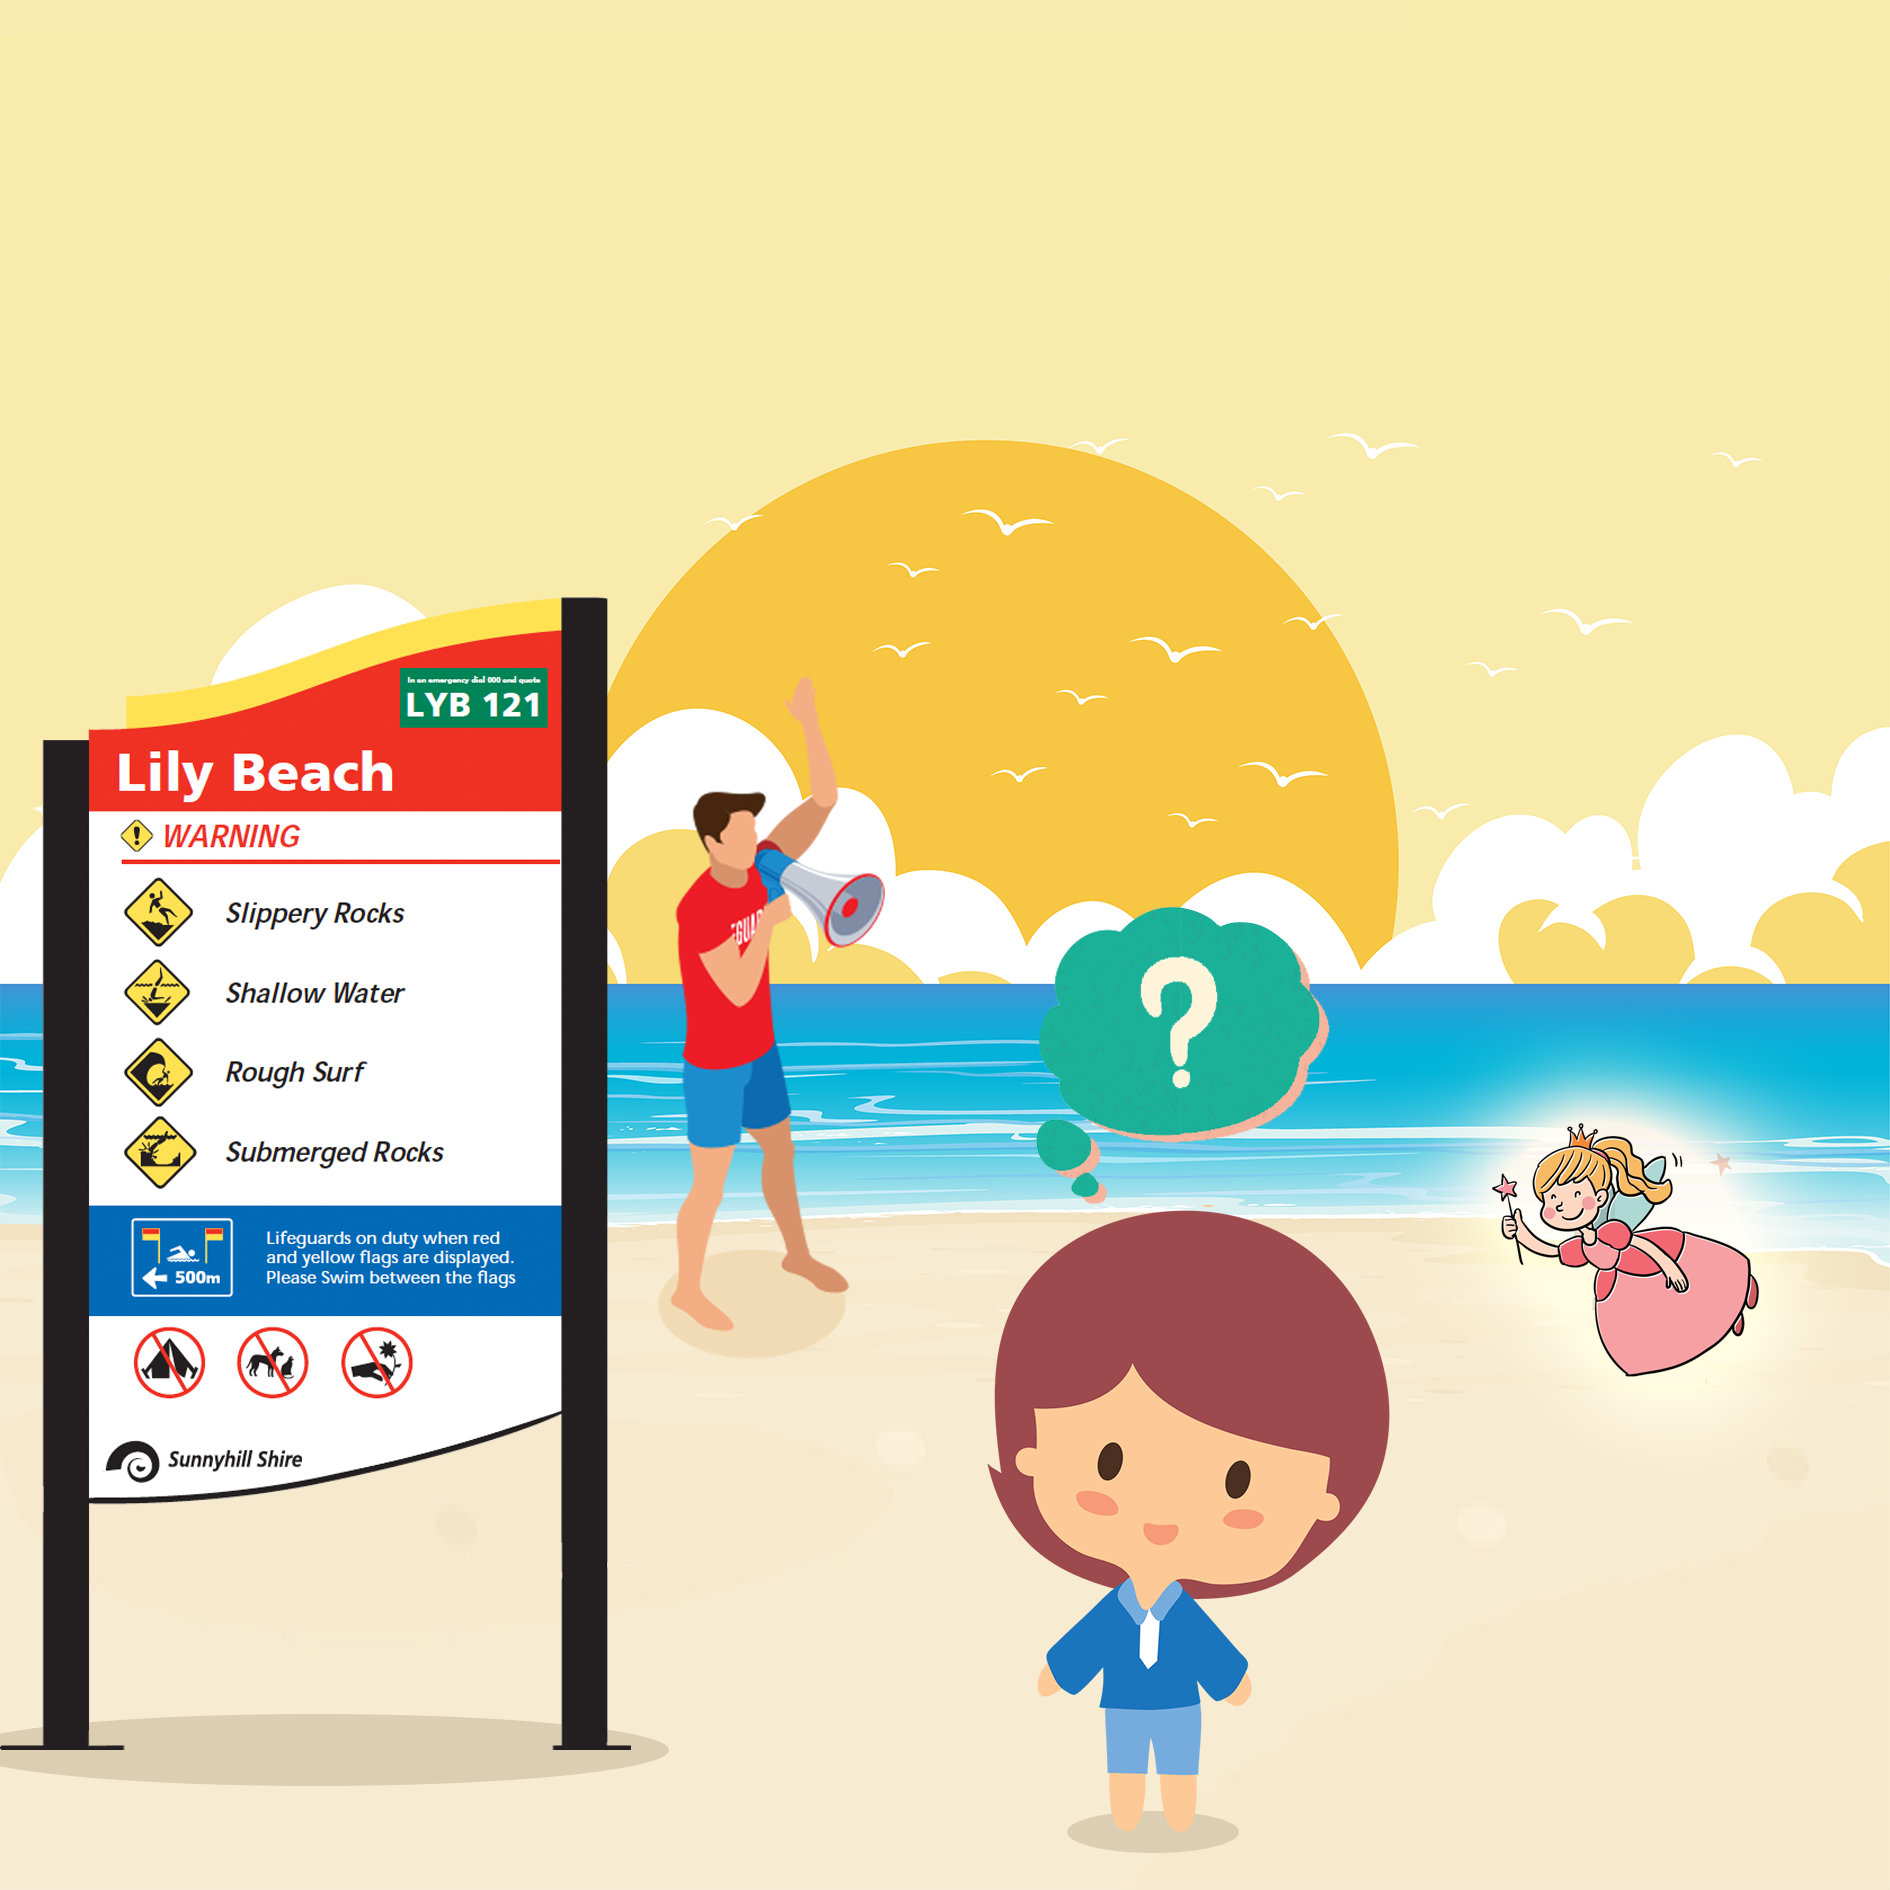 In an emergency dial 000 and quote
LYB 121
Lily Beach
WARNING
Slippery Rocks
Shallow Water
Rough Surf
Submerged Rocks
500m
Lifeguards on duty when red
and yellow flags are displayed.
Please Swim between the flags
Sunnyhill Shire
GUA
?